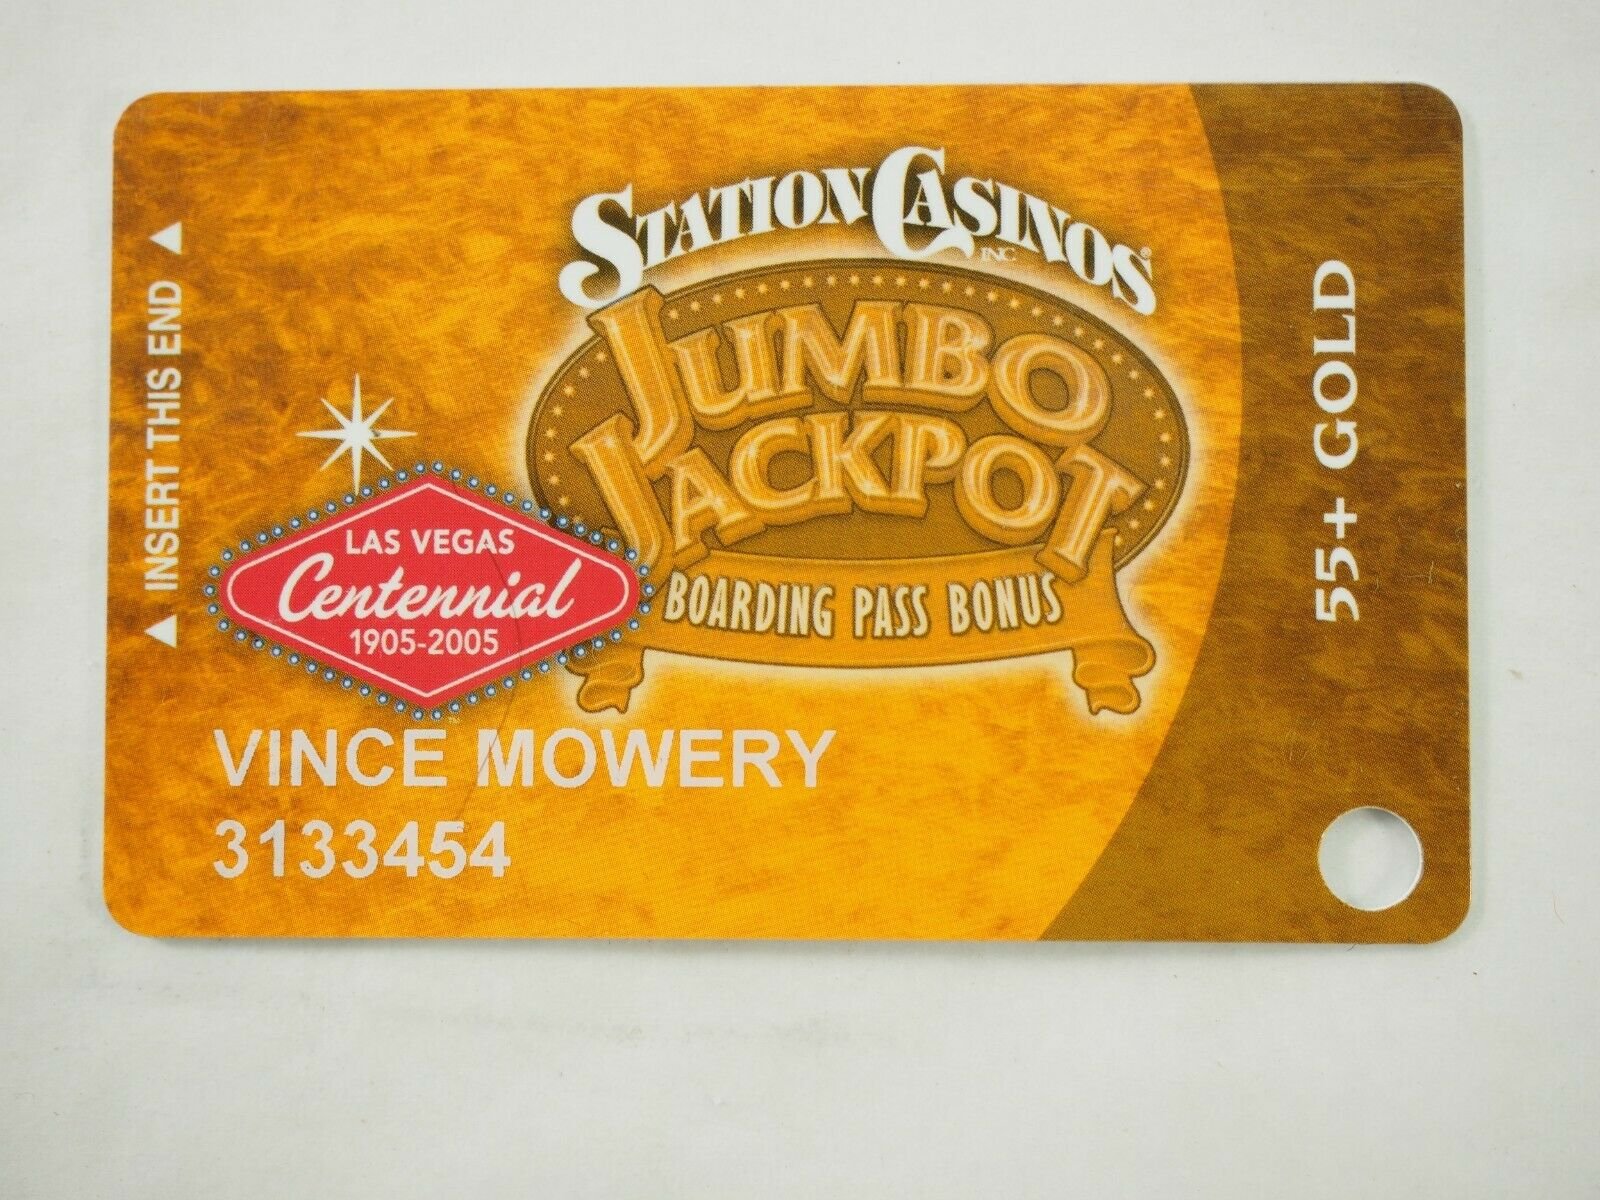 STATION CASINOS®
INC
JUMBO
JACKPOT
BOARDING PASS BONUS
LAS VEGAS
Centennial
1905-2005
™
VINCE MOWERY
3133454
▲ INSERT THIS END ▲
55+ GOLD